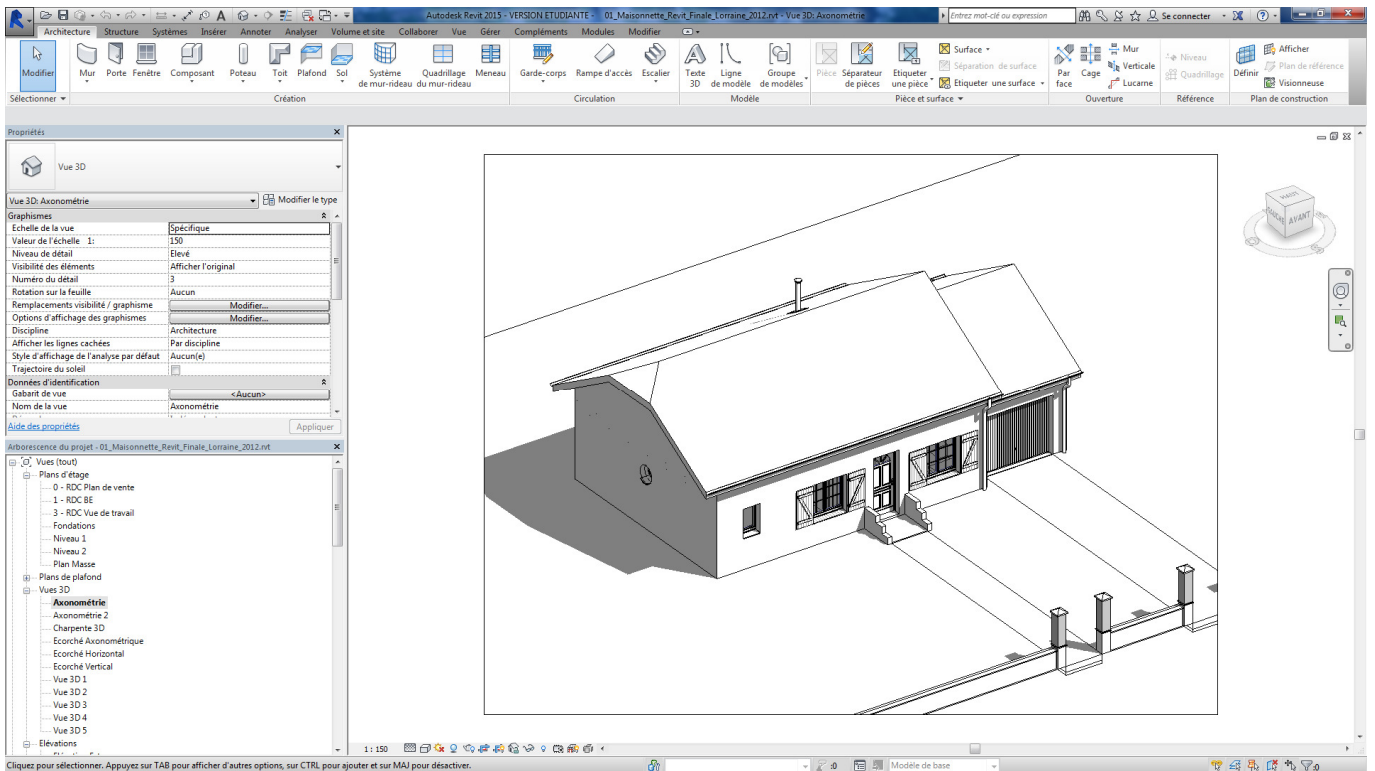 Autodesk Revit 2015 - VERSION ETUDIANTE - 01_Maisonnette_Revit_Finale_Lorraine_2012.rvt - Vue 3D: Axonométrie
Entrez mot-clé ou expression
Se connecter
Architecture Structure Systèmes Insérer Annoter Analyser Volume et site Collaborer Vue Gérer Compléments Modules Modifier
Modifier
Mur Porte Fenêtre Composant Poteau Toit Plafond Sol
Système de mur-rideau
Quadrillage du mur-rideau
Meneau
Garde-corps Rampe d'accès Escalier
Texte 3D
Ligne de modèle
Groupe de modèles
Pièce
Séparateur de pièces
Etiqueter une pièce
Surface
Séparation de surface
Etiqueter une surface
Par face
Cage
Mur
Verticale
Lucarne
Niveau
Quadrillage
Définir
Afficher
Plan de référence
Visionneuse
Sélectionner
Création
Circulation
Modèle
Pièce et surface
Ouverture
Référence
Plan de construction
Propriétés
Vue 3D
Vue 3D: Axonométrie
Modifier le type
Graphismes
Echelle de la vue Spécifique
Valeur de l'échelle 1: 150
Niveau de détail Elevé
Visibilité des éléments Afficher l'original
Numéro du détail 3
Rotation sur la feuille Aucun
Remplacements visibilité / graphisme Modifier...
Options d'affichage des graphismes Modifier...
Discipline Architecture
Afficher les lignes cachées Par discipline
Style d'affichage de l'analyse par défaut Aucun(e)
Trajectoire du soleil
Données d'identification
Gabarit de vue <Aucun>
Nom de la vue Axonométrie
Aide des propriétés
Appliquer
Arborescence du projet - 01_Maisonnette_Revit_Finale_Lorraine_2012.rvt
Vues (tout)
Plans d'étage
0 - RDC Plan de vente
1 - RDC BE
3 - RDC Vue de travail
Fondations
Niveau 1
Niveau 2
Plan Masse
Plans de plafond
Vues 3D
Axonométrie
Axonométrie 2
Charpente 3D
Ecorché Axonométrique
Ecorché Horizontal
Ecorché Vertical
Vue 3D 1
Vue 3D 2
Vue 3D 3
Vue 3D 4
Vue 3D 5
Elévations
HAUT
AVANT
1 : 150
Cliquez pour sélectionner. Appuyez sur TAB pour afficher d'autres options, sur CTRL pour ajouter et sur MAJ pour désactiver.
:0
Modèle de base
:0